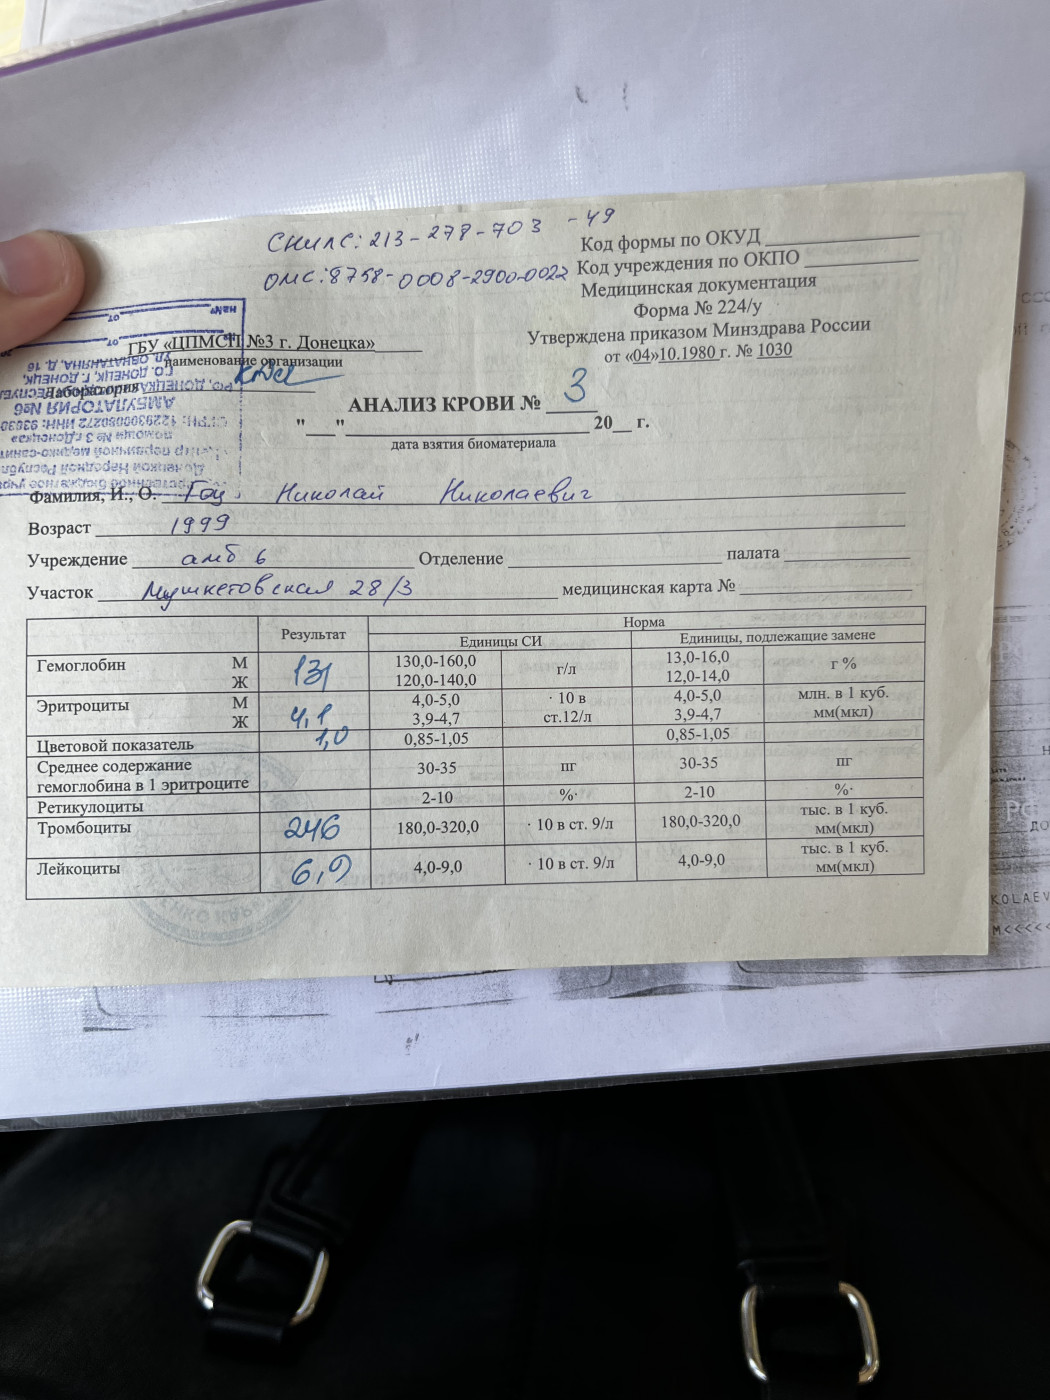 СНИЛС: 213-278-703 -49
ОМС: 8758-0008-2900-0022
Код формы по ОКУД
Код учреждения по ОКПО
Медицинская документация
Форма № 224/у
Утверждена приказом Минздрава России
от «04»10.1980 г. № 1030
ГБУ «ЦПМСП №3 г. Донецка»
наименование организации
Лаборатория
АНАЛИЗ КРОВИ № 3
"___" 20__ г.
дата взятия биоматериала
Фамилия, И., О. Гоц. Николай Николаевич
Возраст 1999
Учреждение амб 6 Отделение палата
Участок Мушкетовская 28/3 медицинская карта №
Результат Норма
Единицы СИ Единицы, подлежащие замене
Гемоглобин М Ж 131 130,0-160,0 120,0-140,0 г/л 13,0-16,0 12,0-14,0 г %
Эритроциты М Ж 4,1 4,0-5,0 3,9-4,7 · 10 в ст.12/л 4,0-5,0 3,9-4,7 млн. в 1 куб. мм(мкл)
Цветовой показатель 1,0 0,85-1,05 0,85-1,05
Среднее содержание гемоглобина в 1 эритроците 30-35 пг 30-35 пг
Ретикулоциты 2-10 %· 2-10 %·
Тромбоциты 246 180,0-320,0 · 10 в ст. 9/л 180,0-320,0 тыс. в 1 куб. мм(мкл)
Лейкоциты 6,9 4,0-9,0 · 10 в ст. 9/л 4,0-9,0 тыс. в 1 куб. мм(мкл)
АМБУЛАТОРИЯ №6